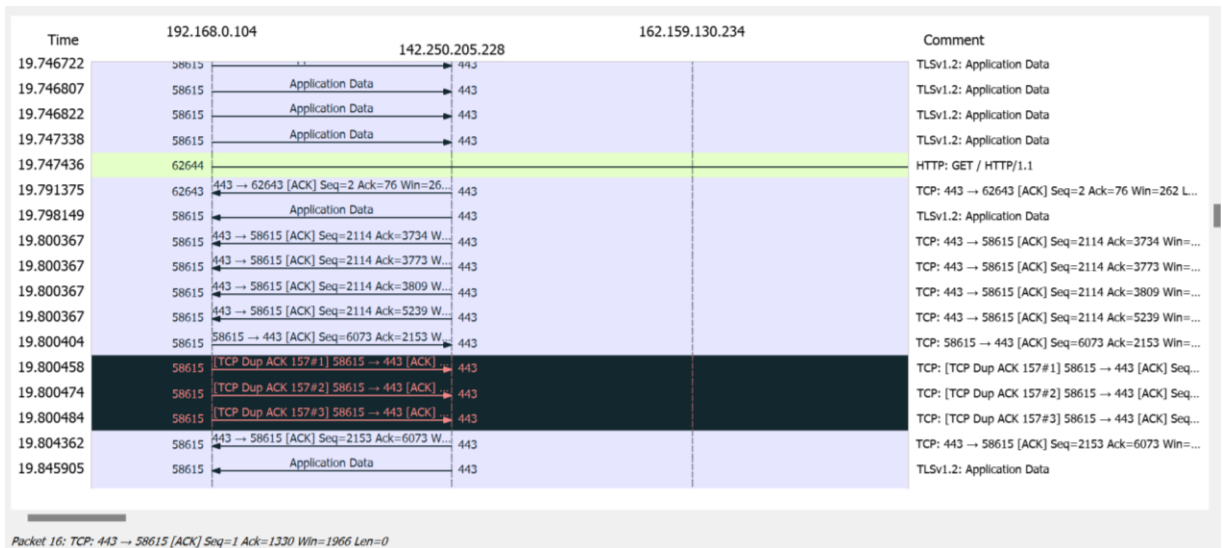 192.168.0.104 162.159.130.234
Time 142.250.205.228 Comment
19.746722 58615 443 TLSv1.2: Application Data
19.746807 58615 Application Data 443 TLSv1.2: Application Data
19.746822 58615 Application Data 443 TLSv1.2: Application Data
19.747338 58615 Application Data 443 TLSv1.2: Application Data
19.747436 62644 HTTP: GET / HTTP/1.1
19.791375 62643 443 → 62643 [ACK] Seq=2 Ack=76 Win=26... 443 TCP: 443 → 62643 [ACK] Seq=2 Ack=76 Win=262 L...
19.798149 58615 Application Data 443 TLSv1.2: Application Data
19.800367 58615 443 → 58615 [ACK] Seq=2114 Ack=3734 W... 443 TCP: 443 → 58615 [ACK] Seq=2114 Ack=3734 Win=...
19.800367 58615 443 → 58615 [ACK] Seq=2114 Ack=3773 W... 443 TCP: 443 → 58615 [ACK] Seq=2114 Ack=3773 Win=...
19.800367 58615 443 → 58615 [ACK] Seq=2114 Ack=3809 W... 443 TCP: 443 → 58615 [ACK] Seq=2114 Ack=3809 Win=...
19.800367 58615 443 → 58615 [ACK] Seq=2114 Ack=5239 W... 443 TCP: 443 → 58615 [ACK] Seq=2114 Ack=5239 Win=...
19.800404 58615 58615 → 443 [ACK] Seq=6073 Ack=2153 W... 443 TCP: 58615 → 443 [ACK] Seq=6073 Ack=2153 Win=...
19.800458 58615 [TCP Dup ACK 157#1] 58615 → 443 [ACK] ... 443 TCP: [TCP Dup ACK 157#1] 58615 → 443 [ACK] Seq...
19.800474 58615 [TCP Dup ACK 157#2] 58615 → 443 [ACK] ... 443 TCP: [TCP Dup ACK 157#2] 58615 → 443 [ACK] Seq...
19.800484 58615 [TCP Dup ACK 157#3] 58615 → 443 [ACK] ... 443 TCP: [TCP Dup ACK 157#3] 58615 → 443 [ACK] Seq...
19.804362 58615 443 → 58615 [ACK] Seq=2153 Ack=6073 W... 443 TCP: 443 → 58615 [ACK] Seq=2153 Ack=6073 Win=...
19.845905 58615 Application Data 443 TLSv1.2: Application Data
Packet 16: TCP: 443 → 58615 [ACK] Seq=1 Ack=1330 Win=1966 Len=0